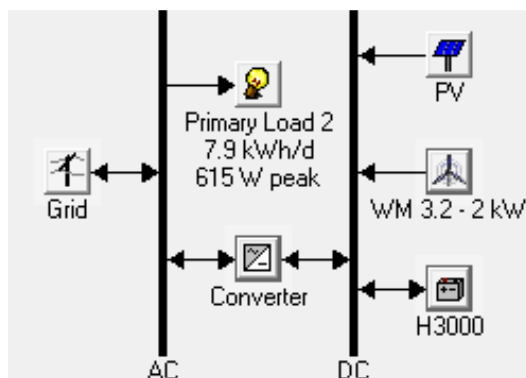 PV
Primary Load 2
7.9 kWh/d
615 W peak
Grid
WM 3.2 - 2 kW
Converter
H3000
AC
DC